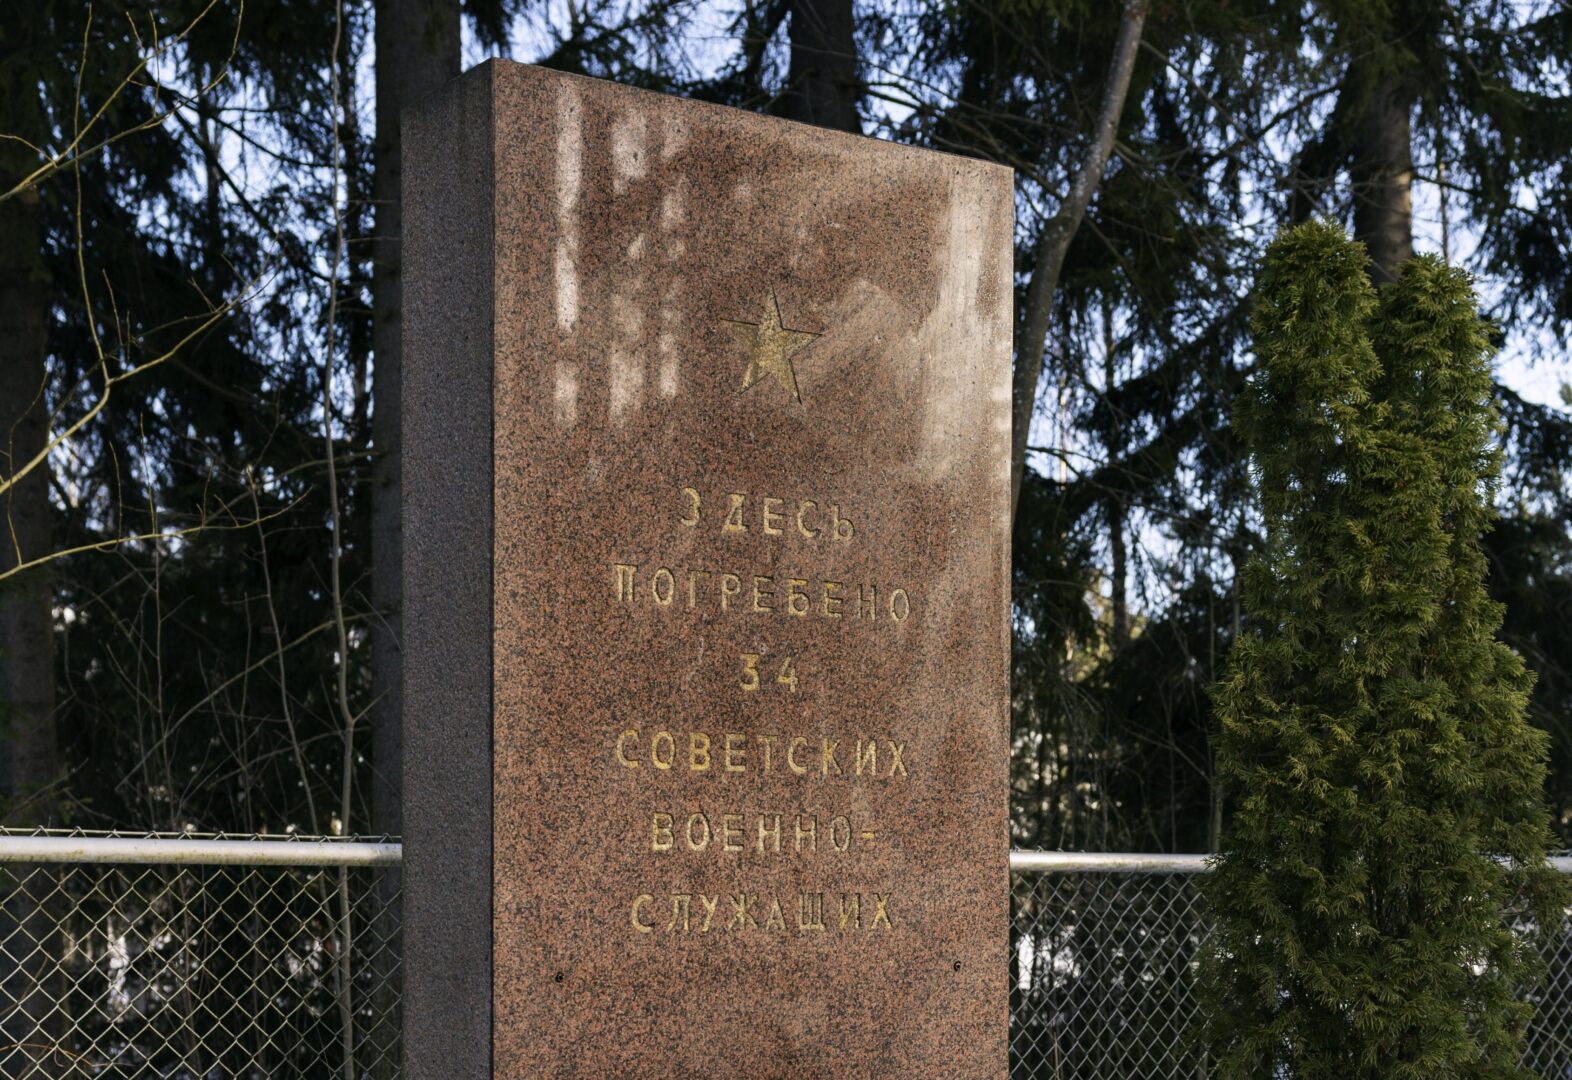 ЗДЕСЬ
ПОГРЕБЕНО
34
СОВЕТСКИХ
ВОЕННО-
СЛУЖАЩИХ